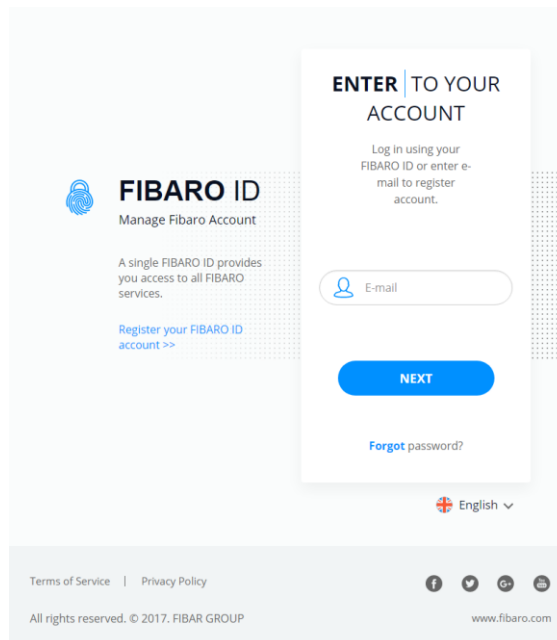 ENTER TO YOUR
ACCOUNT
Log in using your
FIBARO ID or enter e-
mail to register
account.
FIBARO ID
Manage Fibaro Account
A single FIBARO ID provides
you access to all FIBARO
services.
Register your FIBARO ID
account >>
E-mail
NEXT
Forgot password?
English
Terms of Service | Privacy Policy
All rights reserved. © 2017. FIBAR GROUP
www.fibaro.com